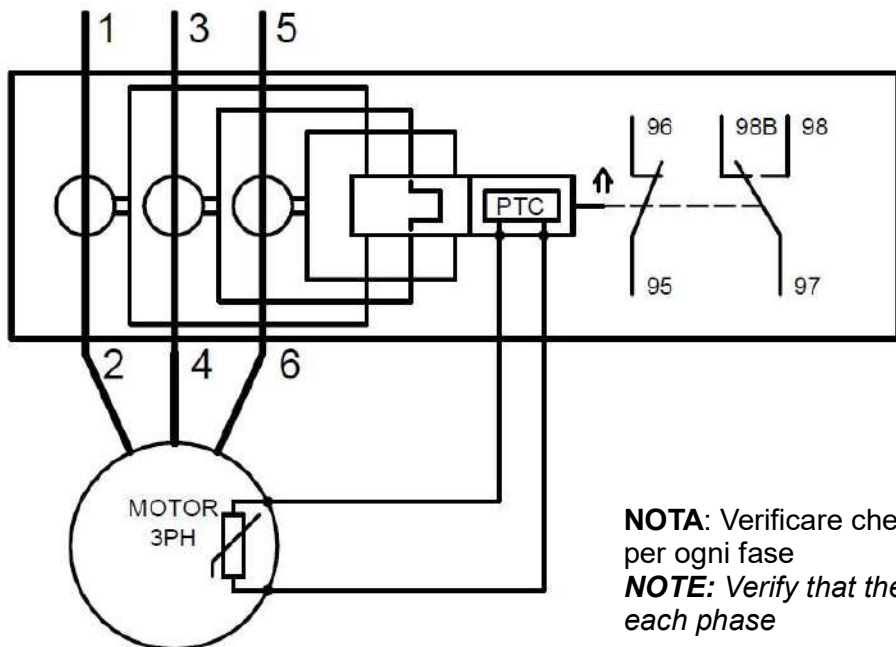 1 3 5
96 98B 98
PTC
95 97
2 4 6
MOTOR
3PH
NOTA: Verificare che
per ogni fase
NOTE: Verify that the
each phase